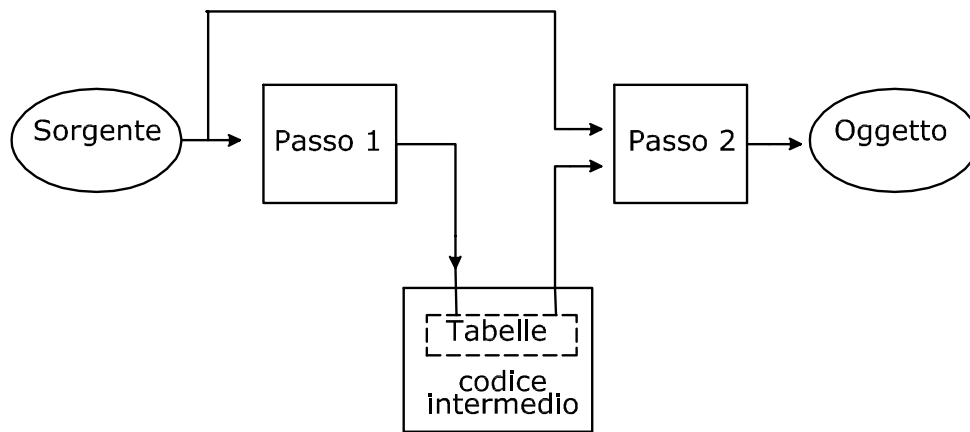 Sorgente
Passo 1
Passo 2
Oggetto
Tabelle
codice
intermedio